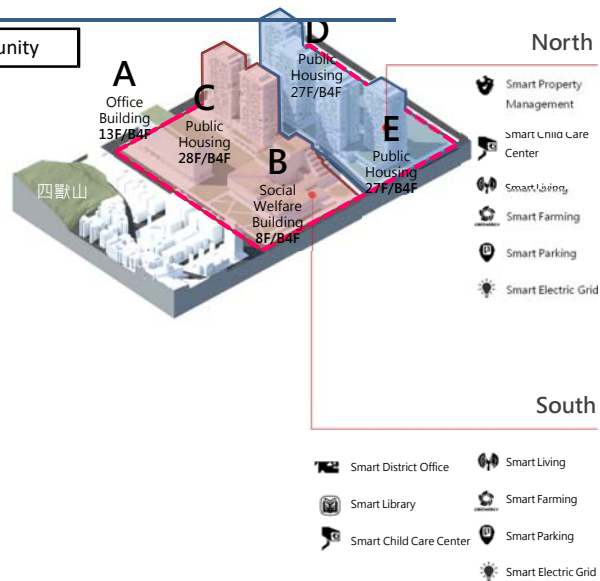 unity
A
Office
Building
13F/B4F
C
Public
Housing
28F/B4F
D
Public
Housing
27F/B4F
B
Social
Welfare
Building
8F/B4F
E
Public
Housing
27F/B4F
四獸山
North
Smart Property
Management
Smart Child Care
Center
Smart Living
Smart Farming
Smart Parking
Smart Electric Grid
South
Smart District Office
Smart Library
Smart Child Care Center
Smart Living
Smart Farming
Smart Parking
Smart Electric Grid